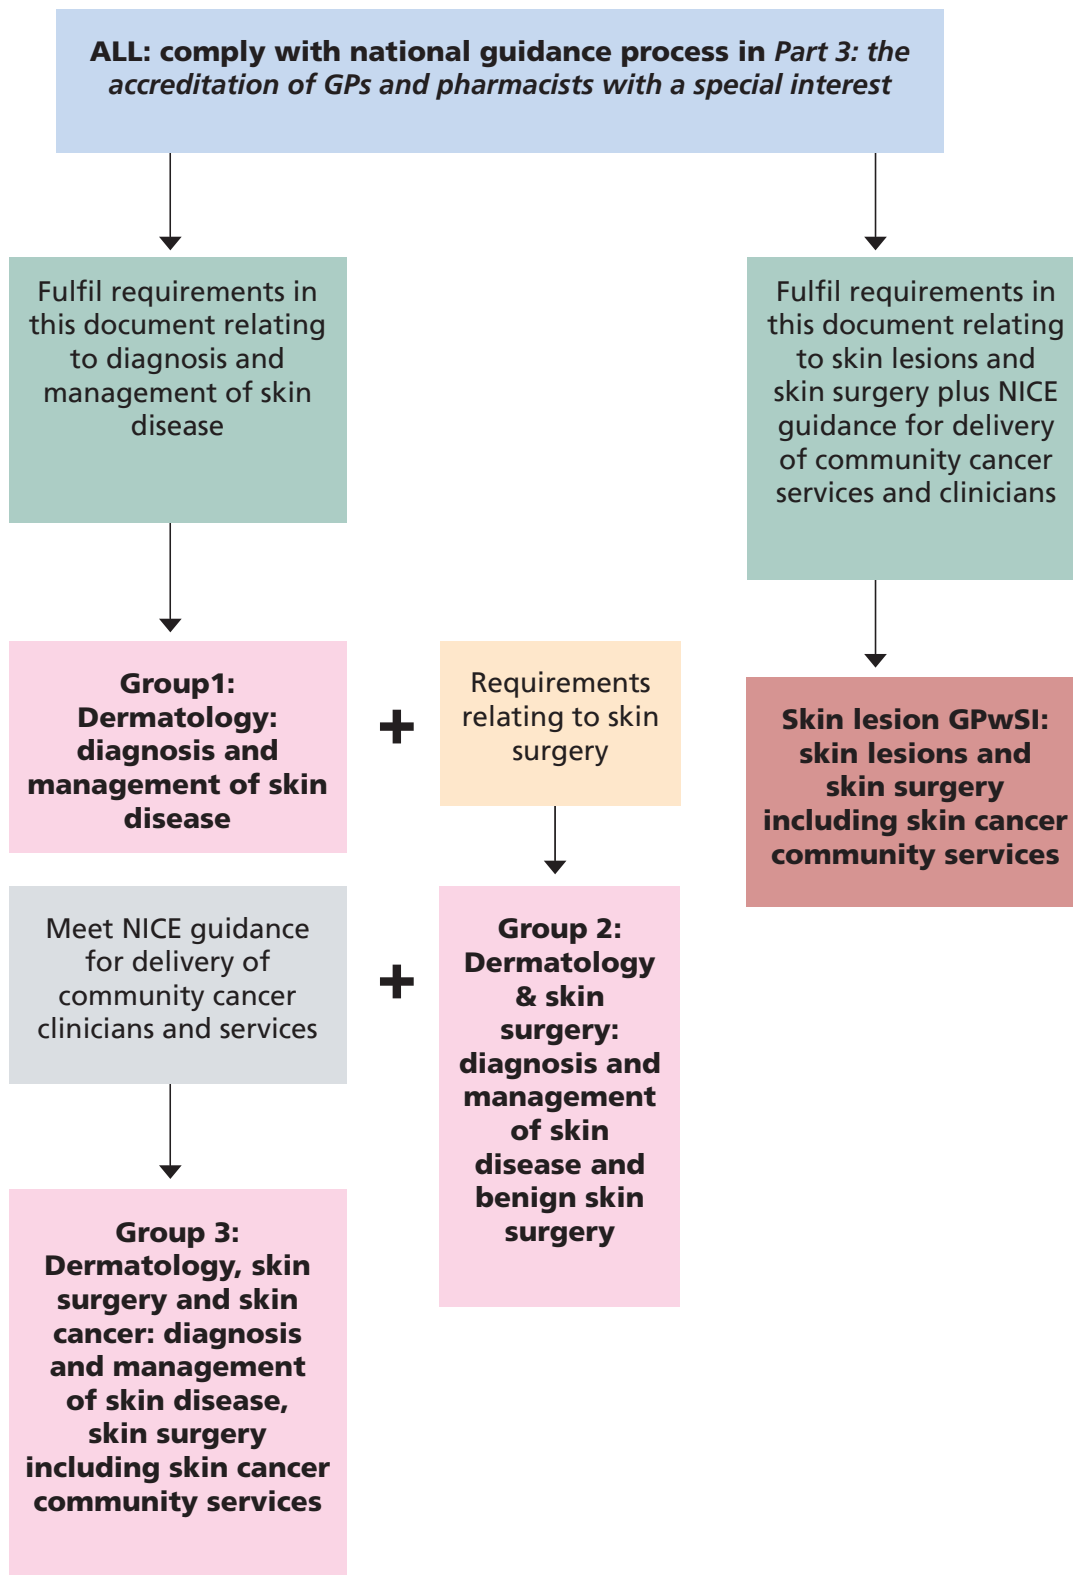 ALL: comply with national guidance process in Part 3: the
accreditation of GPs and pharmacists with a special interest
Fulfil requirements in
this document relating
to diagnosis and
management of skin
disease
Fulfil requirements in
this document relating
to skin lesions and
skin surgery plus NICE
guidance for delivery
of community cancer
services and clinicians
Group1:
Dermatology:
diagnosis and
management of skin
disease
+
Requirements
relating to skin
surgery
Skin lesion GPwSI:
skin lesions and
skin surgery
including skin cancer
community services
Meet NICE guidance
for delivery of
community cancer
clinicians and services
+
Group 2:
Dermatology
& skin
surgery:
diagnosis and
management
of skin
disease and
benign skin
surgery
Group 3:
Dermatology, skin
surgery and skin
cancer: diagnosis
and management
of skin disease,
skin surgery
including skin cancer
community services